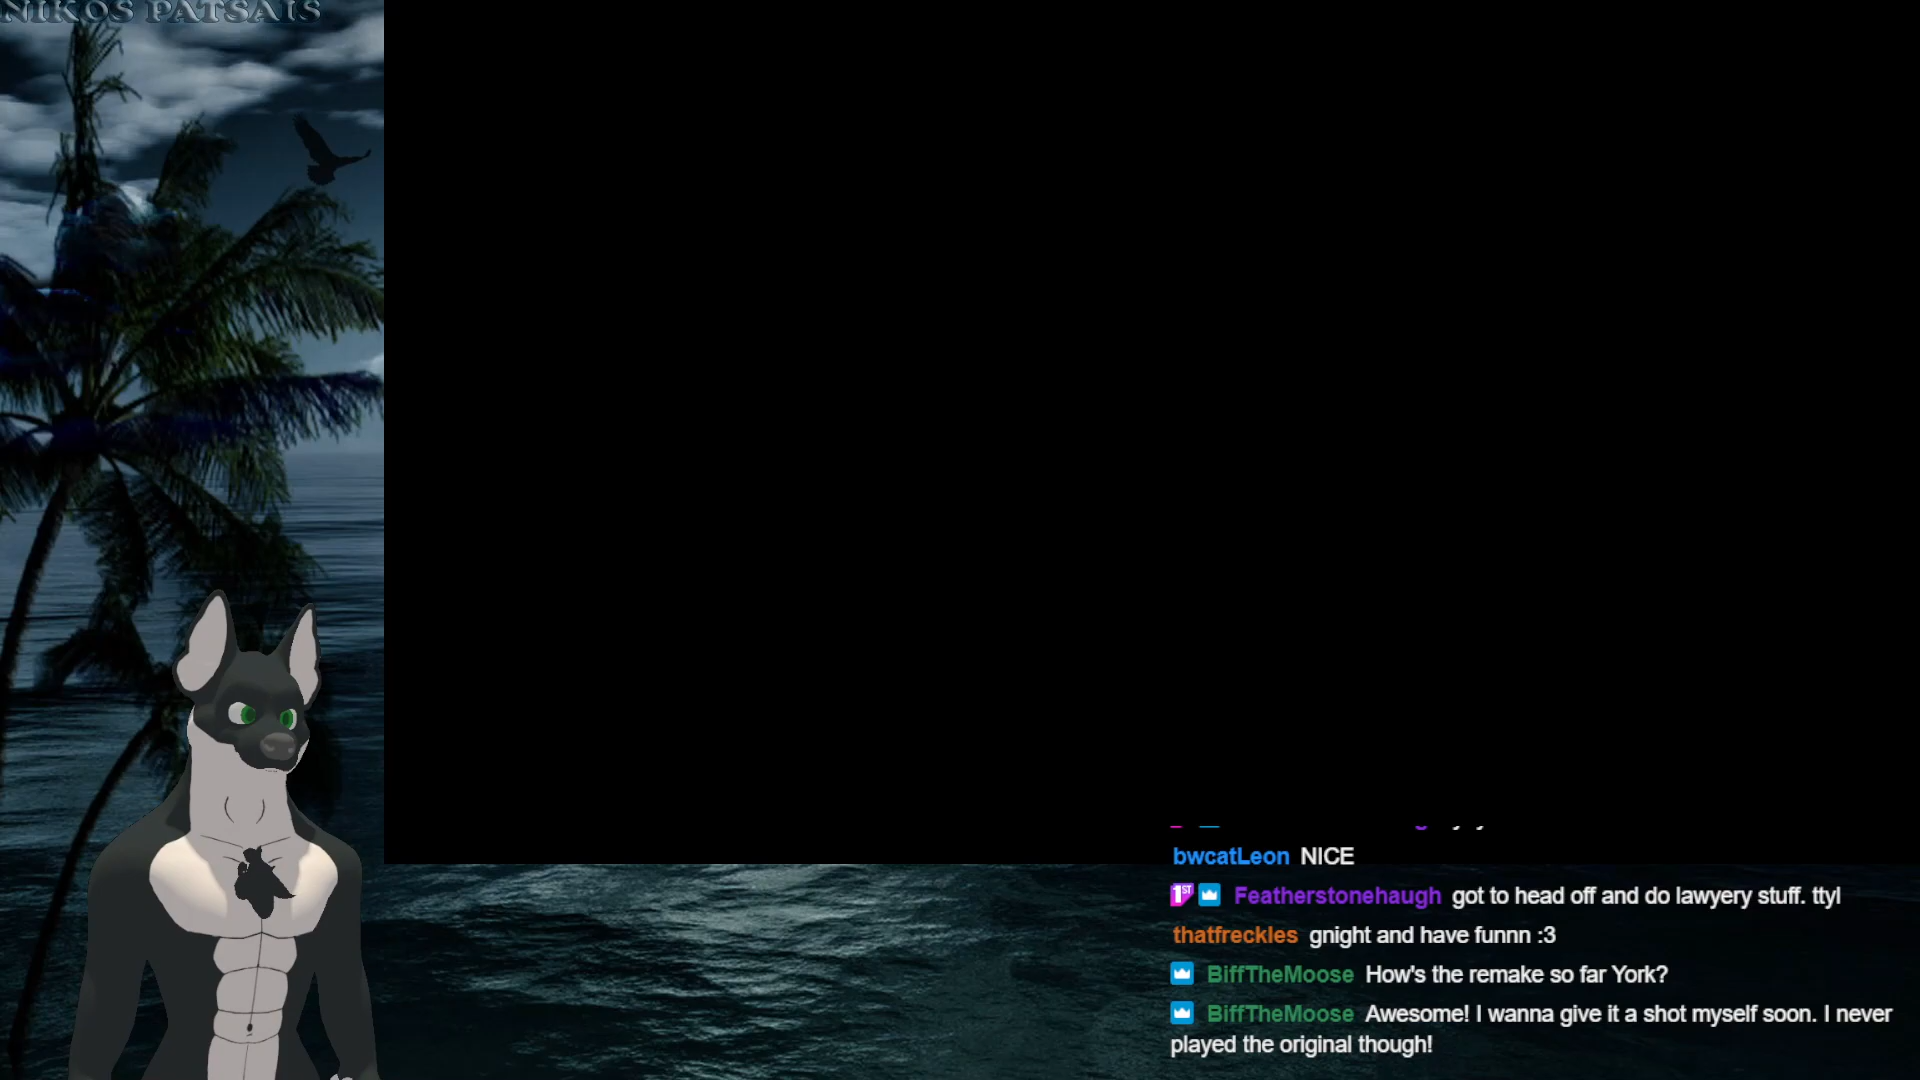 NIKOS PATSAIS
bwcatLeon NICE
1ST Featherstonehaugh got to head off and do lawyery stuff. ttyl
thatfreckles gnight and have funnn :3
BiffTheMoose How's the remake so far York?
BiffTheMoose Awesome! I wanna give it a shot myself soon. I never
played the original though!